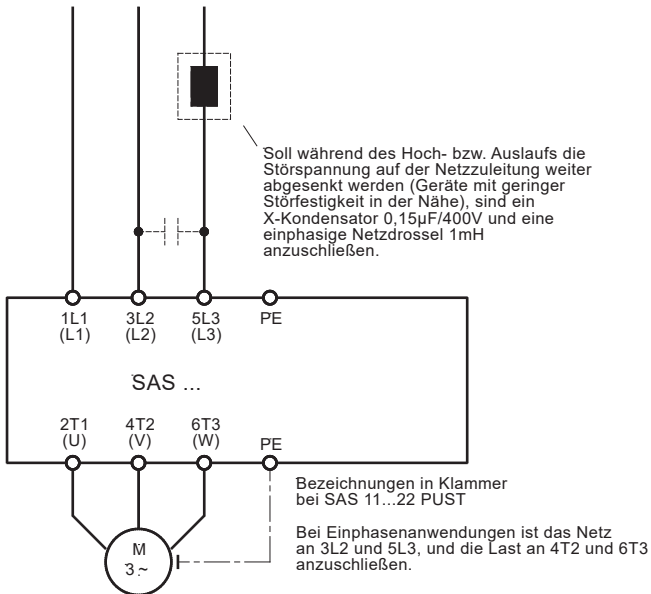 Soll während des Hoch- bzw. Auslaufs die
Störspannung auf der Netzzuleitung weiter
abgesenkt werden (Geräte mit geringer
Störfestigkeit in der Nähe), sind ein
X-Kondensator 0,15µF/400V und eine
einphasige Netzdrossel 1mH
anzuschließen.
1L1 3L2 5L3 PE
(L1) (L2) (L3)
SAS ...
2T1 4T2 6T3 PE
(U) (V) (W)
Bezeichnungen in Klammer
bei SAS 11...22 PUST
Bei Einphasenanwendungen ist das Netz
an 3L2 und 5L3, und die Last an 4T2 und 6T3
anzuschließen.
M
3 ~